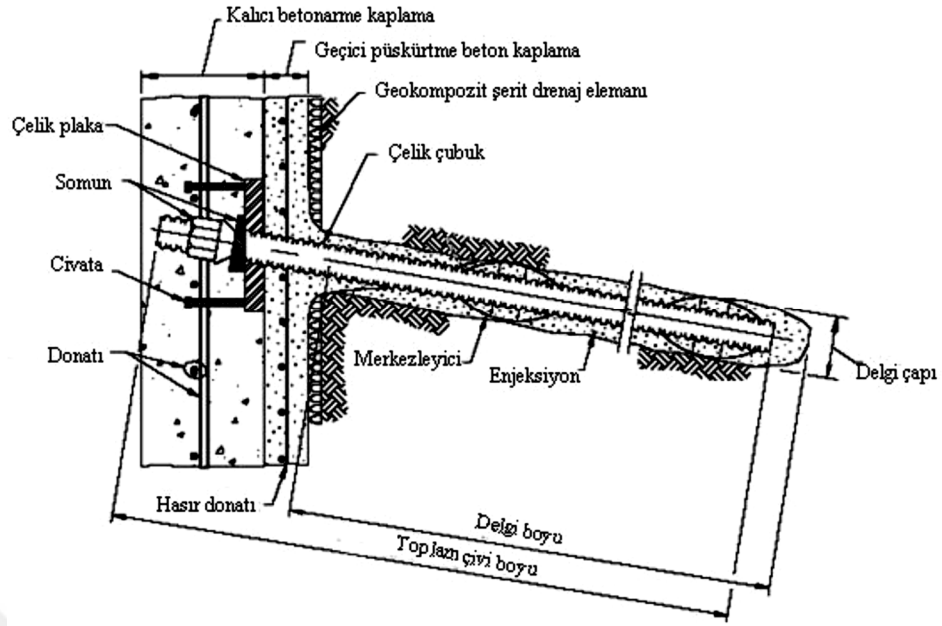 Kalıcı betonarme kaplama
Geçici püskürtme beton kaplama
Geokompozit şerit drenaj elemanı
Çelik plaka
Çelik çubuk
Somun
Civata
Donatı
Merkezleyici
Enjeksiyon
Delgi çapı
Hasır donatı
Delgi boyu
Toplam çivi boyu